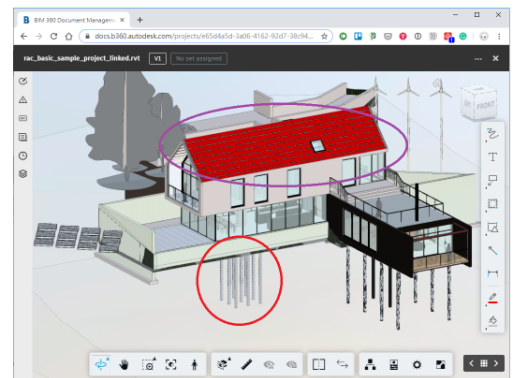 BIM 360 Document Manageme
docs.b360.autodesk.com/projects/e65d4a5d-3a06-4162-92d7-38c94...
rac_basic_sample_project_linked.rvt V1 No set assigned
FRONT
T